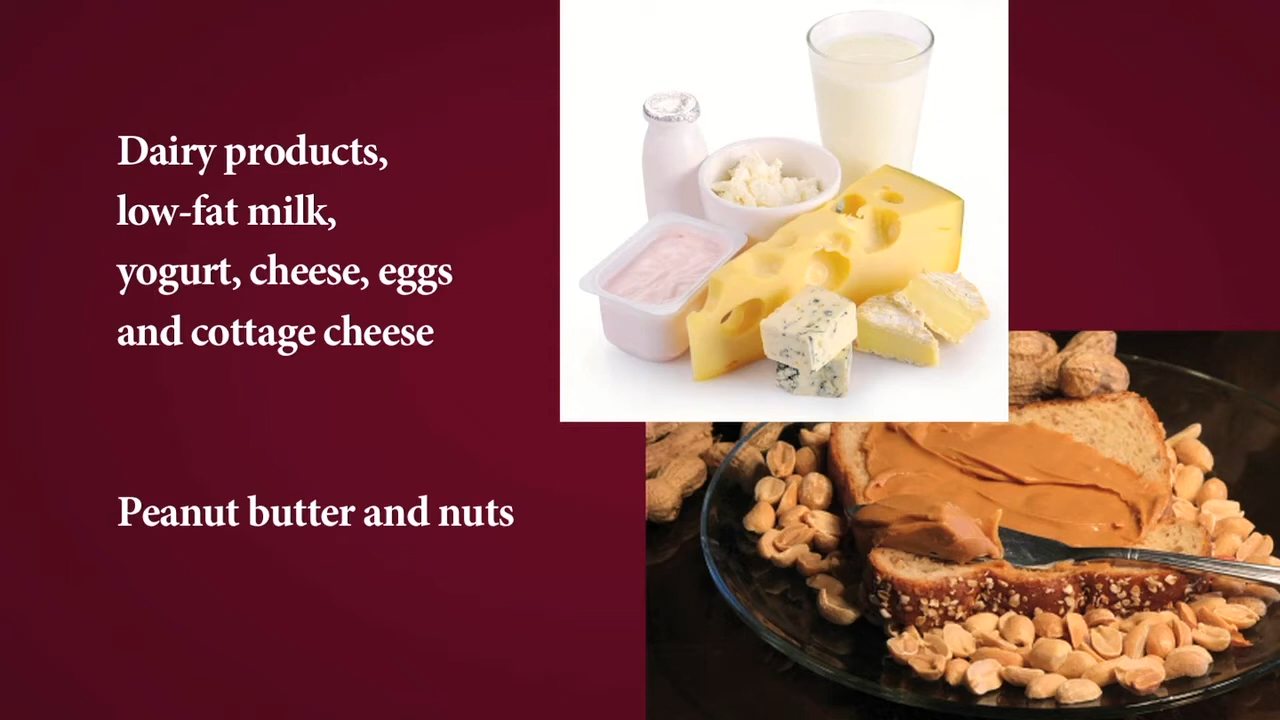 Dairy products,
low-fat milk,
yogurt, cheese, eggs
and cottage cheese
Peanut butter and nuts